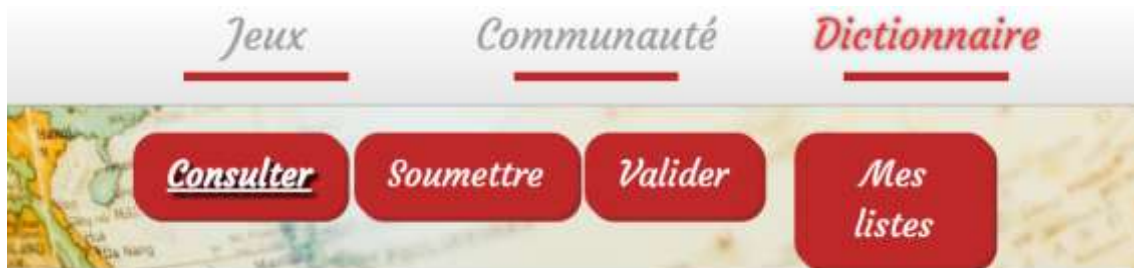 Jeux Communauté Dictionnaire
Consulter Soumettre Valider Mes
listes